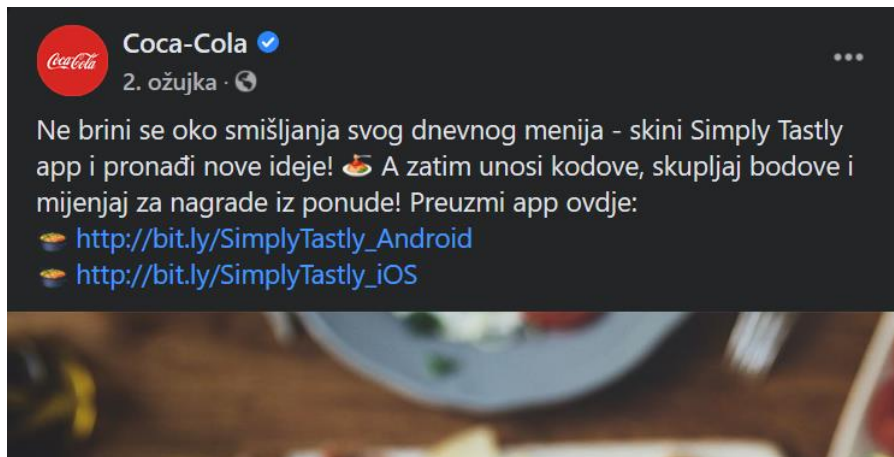 Coca-Cola
Coca-Cola
2. ožujka ·
Ne brini se oko smišljanja svog dnevnog menija - skini Simply Tastly
app i pronađi nove ideje! 🍝 A zatim unosi kodove, skupljaj bodove i
mijenjaj za nagrade iz ponude! Preuzmi app ovdje:
🍲 http://bit.ly/SimplyTastly_Android
🍲 http://bit.ly/SimplyTastly_iOS